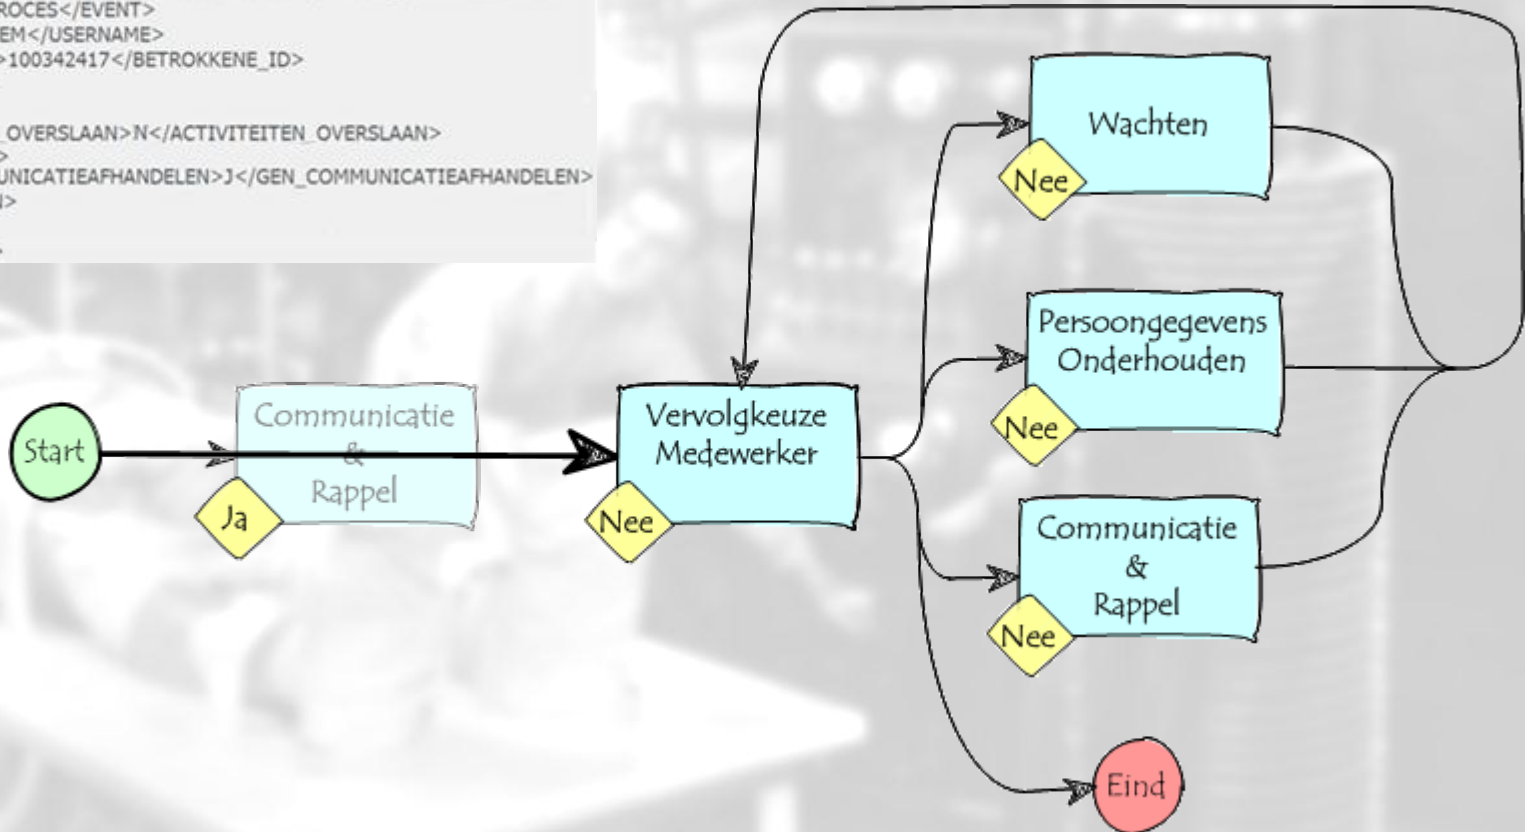 ROCES</EVENT>
EM</USERNAME>
>100342417</BETROKKENE_ID>
_OVERSLAAN>N</ACTIVITEITEN_OVERSLAAN>
>
UNICATIEAFHANDELEN>J</GEN_COMMUNICATIEAFHANDELEN>
>
Wachten
Nee
Persoongegevens
Onderhouden
Nee
Start
Communicatie
&
Rappel
Ja
Vervolgkeuze
Medewerker
Nee
Communicatie
&
Rappel
Nee
Eind